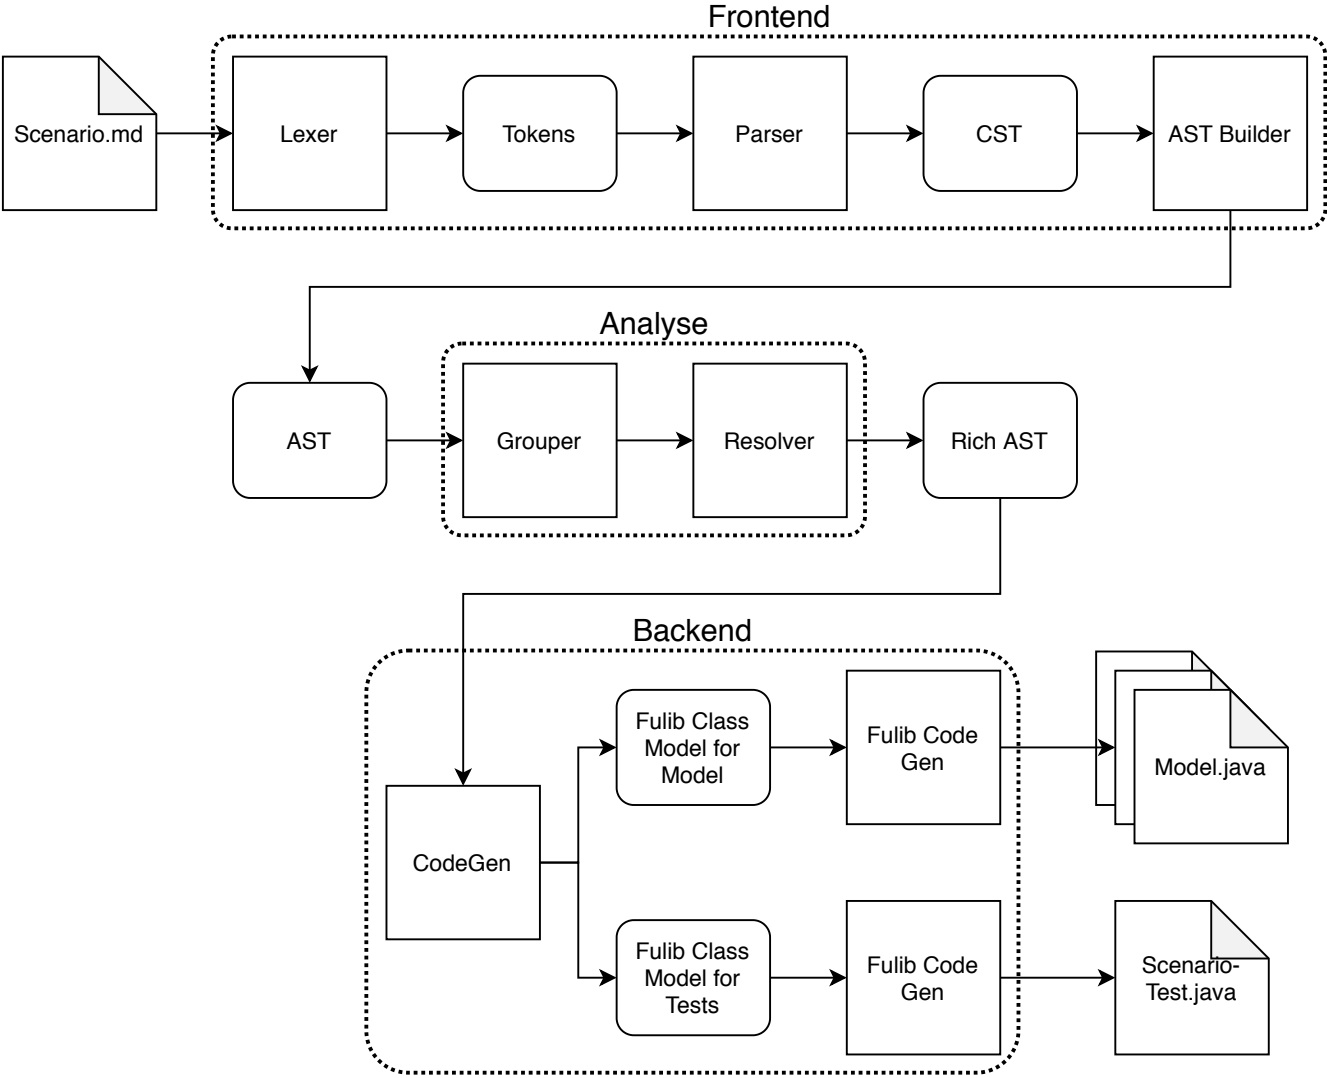 Frontend
Scenario.md
Lexer
Tokens
Parser
CST
AST Builder
Analyse
AST
Grouper
Resolver
Rich AST
Backend
CodeGen
Fulib Class
Model for
Model
Fulib Code
Gen
Model.java
Fulib Class
Model for
Tests
Fulib Code
Gen
Scenario-
Test.java